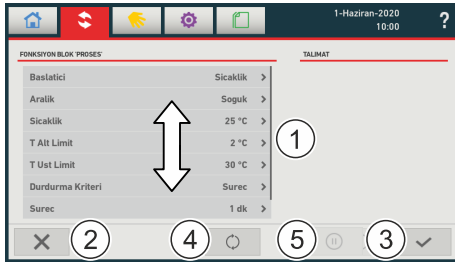 1-Haziran-2020
10:00
?
FONKSIYON BLOK 'PROSES'
TALIMAT
Baslatici Sicaklik >
Aralik Soguk >
Sicaklik 25 °C >
T Alt Limit 2 °C >
T Ust Limit 30 °C >
Durdurma Kriteri Surec >
Surec 1 dk >
1
2
4
5
3